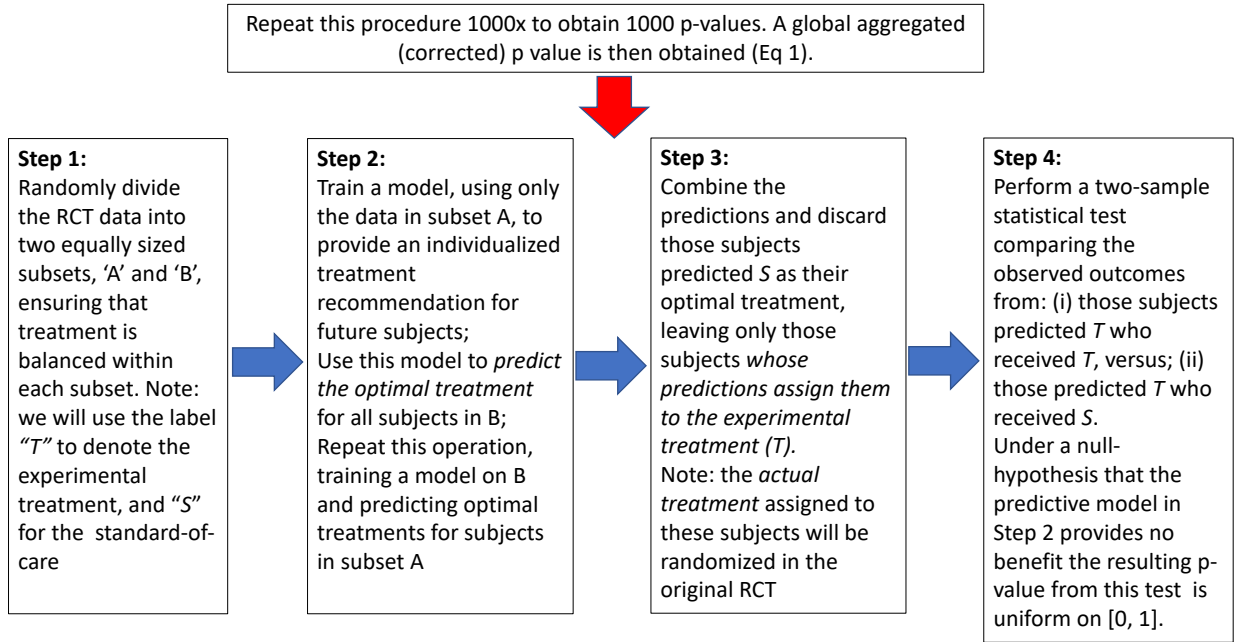 Repeat this procedure 1000x to obtain 1000 p-values. A global aggregated
(corrected) p value is then obtained (Eq 1).
Step 1:
Randomly divide
the RCT data into
two equally sized
subsets, ‘A’ and ‘B’,
ensuring that
treatment is
balanced within
each subset. Note:
we will use the label
“T” to denote the
experimental
treatment, and “S”
for the standard-of-
care
Step 2:
Train a model, using only
the data in subset A, to
provide an individualized
treatment
recommendation for
future subjects;
Use this model to predict
the optimal treatment
for all subjects in B;
Repeat this operation,
training a model on B
and predicting optimal
treatments for subjects
in subset A
Step 3:
Combine the
predictions and discard
those subjects
predicted S as their
optimal treatment,
leaving only those
subjects whose
predictions assign them
to the experimental
treatment (T).
Note: the actual
treatment assigned to
these subjects will be
randomized in the
original RCT
Step 4:
Perform a two-sample
statistical test
comparing the
observed outcomes
from: (i) those subjects
predicted T who
received T, versus; (ii)
those predicted T who
received S.
Under a null-
hypothesis that the
predictive model in
Step 2 provides no
benefit the resulting p-
value from this test is
uniform on [0, 1].